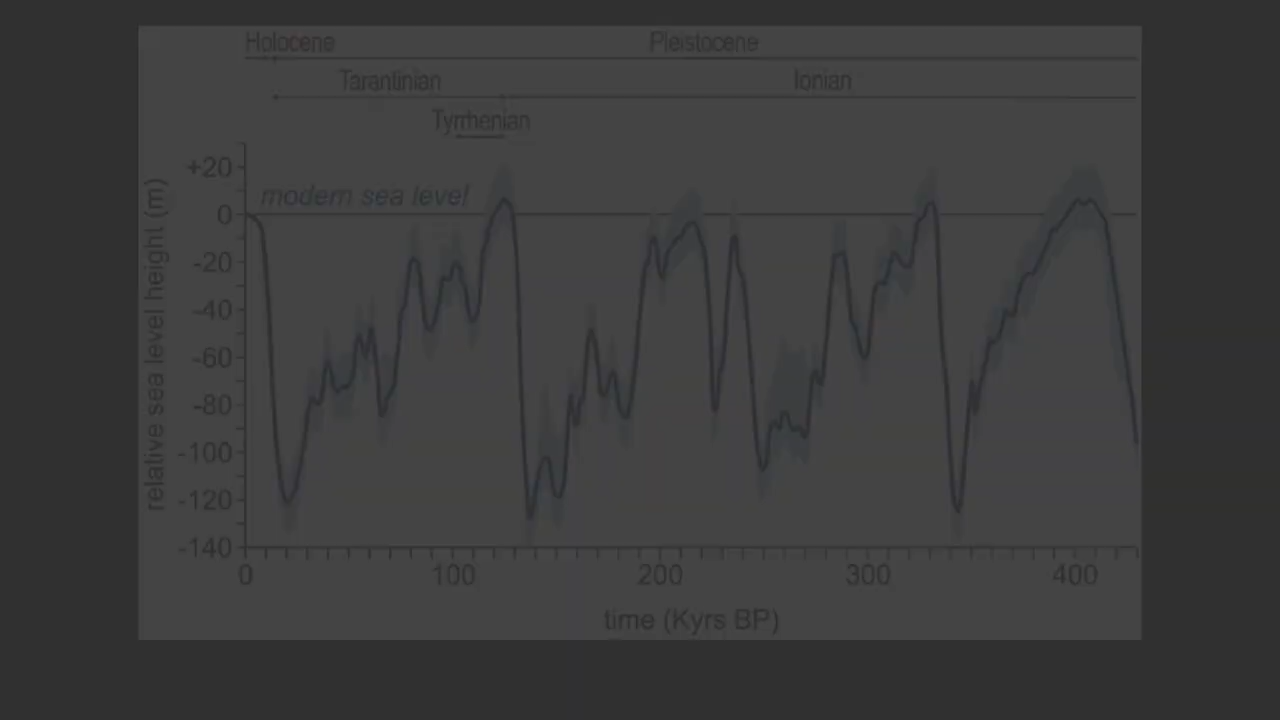 Holocene
Pleistocene
Tarantinian
Ionian
Tyrrhenian
modern sea level
relative sea level height (m)
+20
0
-20
-40
-60
-80
-100
-120
-140
0
100
200
300
400
time (Kyrs BP)